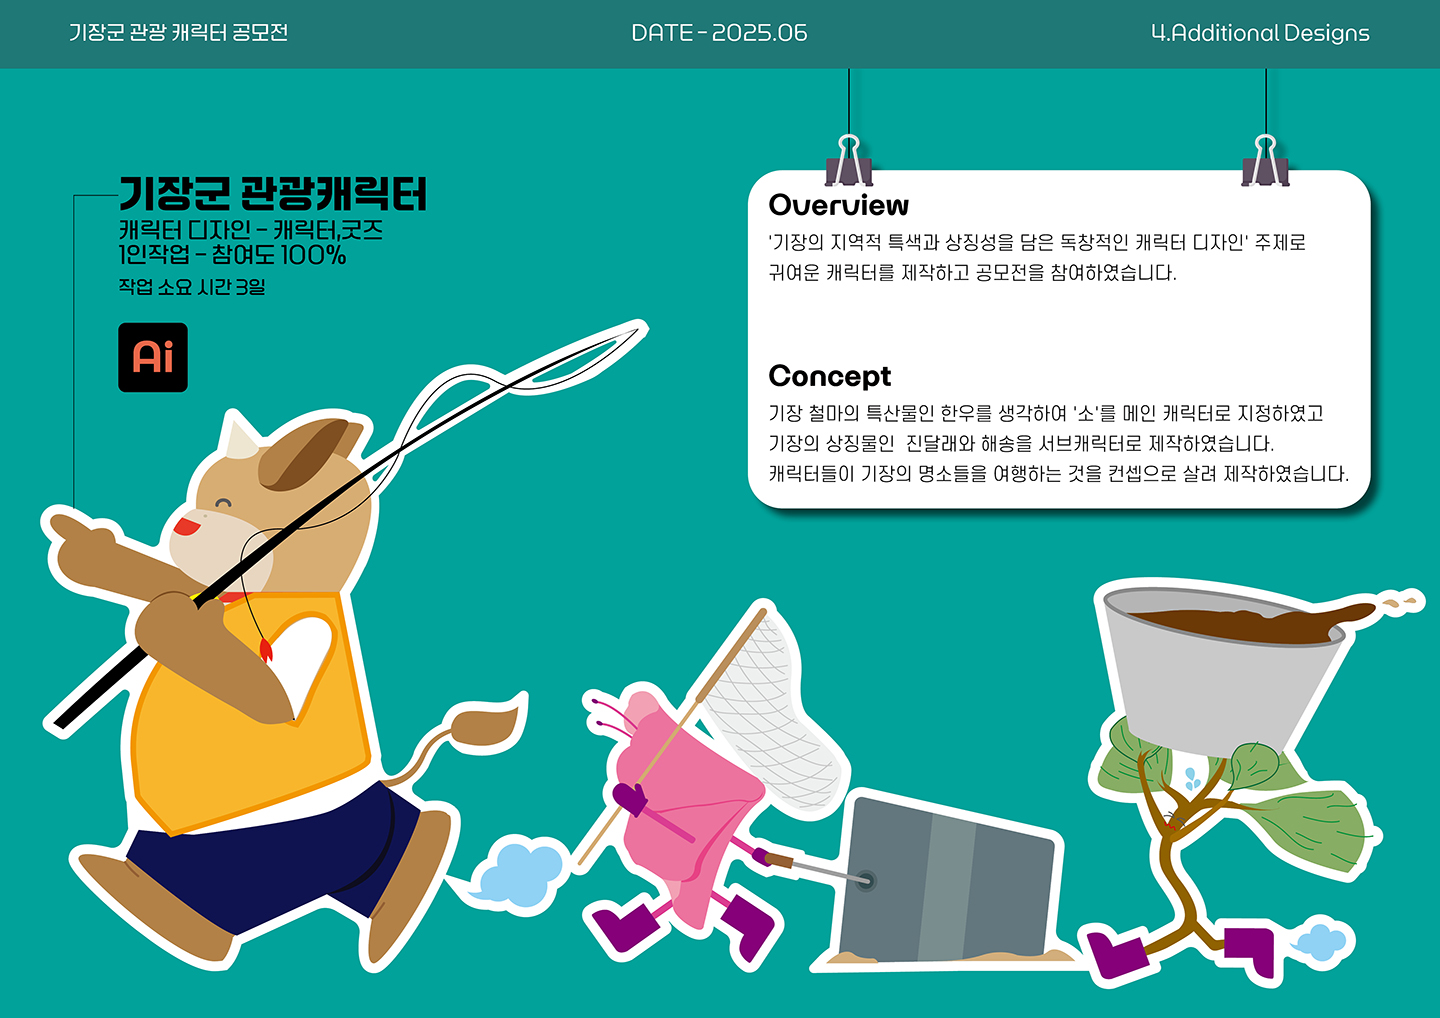 기장군 관광 캐릭터 공모전
DATE - 2025.06
4.Additional Designs
기장군 관광캐릭터
캐릭터 디자인 - 캐릭터,굿즈
1인작업 - 참여도 100%
작업 소요 시간 3일
Ai
Overview
'기장의 지역적 특색과 상징성을 담은 독창적인 캐릭터 디자인' 주제로
귀여운 캐릭터를 제작하고 공모전을 참여하였습니다.
Concept
기장 철마의 특산물인 한우를 생각하여 '소'를 메인 캐릭터로 지정하였고
기장의 상징물인 진달래와 해송을 서브캐릭터로 제작하였습니다.
캐릭터들이 기장의 명소들을 여행하는 것을 컨셉으로 살려 제작하였습니다.